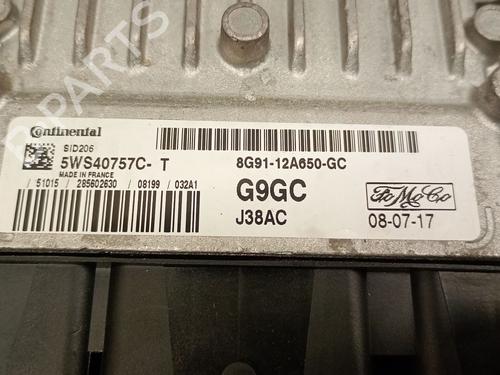 B-PARTS
Continental
SID206
5WS40757C- T
MADE IN FRANCE
/ 51015 / 285602630 / 08199 / 032A1
8G91-12A650-GC
G9GC
J38AC
FoMoCo
08-07-17